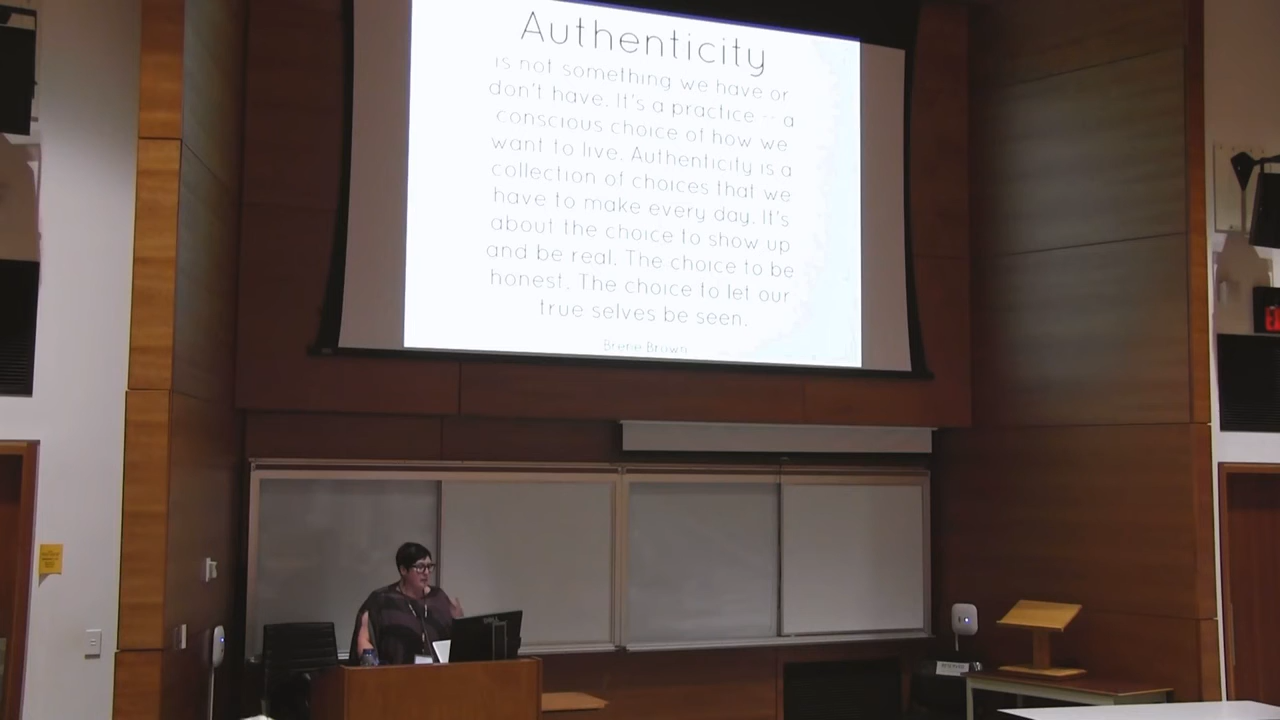 Authenticity
is not something we have or
don't have. It's a practice -- a
conscious choice of how we
want to live. Authenticity is a
collection of choices that we
have to make every day. It's
about the choice to show up
and be real. The choice to be
honest. The choice to let our
true selves be seen.
Brene Brown